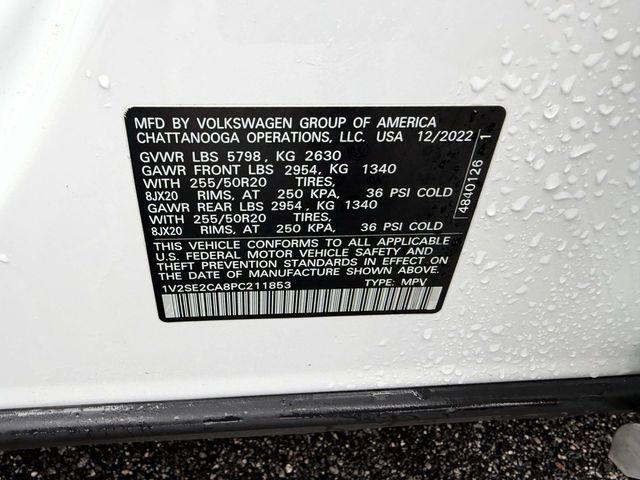 MFD BY VOLKSWAGEN GROUP OF AMERICA
CHATTANOOGA OPERATIONS, LLC. USA 12/2022
GVWR LBS 5798, KG 2630
GAWR FRONT LBS 2954, KG 1340
WITH 255/50R20 TIRES,
8JX20 RIMS, AT 250 KPA, 36 PSI COLD
GAWR REAR LBS 2954, KG 1340
WITH 255/50R20 TIRES,
8JX20 RIMS, AT 250 KPA, 36 PSI COLD
THIS VEHICLE CONFORMS TO ALL APPLICABLE
U.S. FEDERAL MOTOR VEHICLE SAFETY AND
THEFT PREVENTION STANDARDS IN EFFECT ON
THE DATE OF MANUFACTURE SHOWN ABOVE.
1V2SE2CA8PC211853 TYPE: MPV
4840126 1